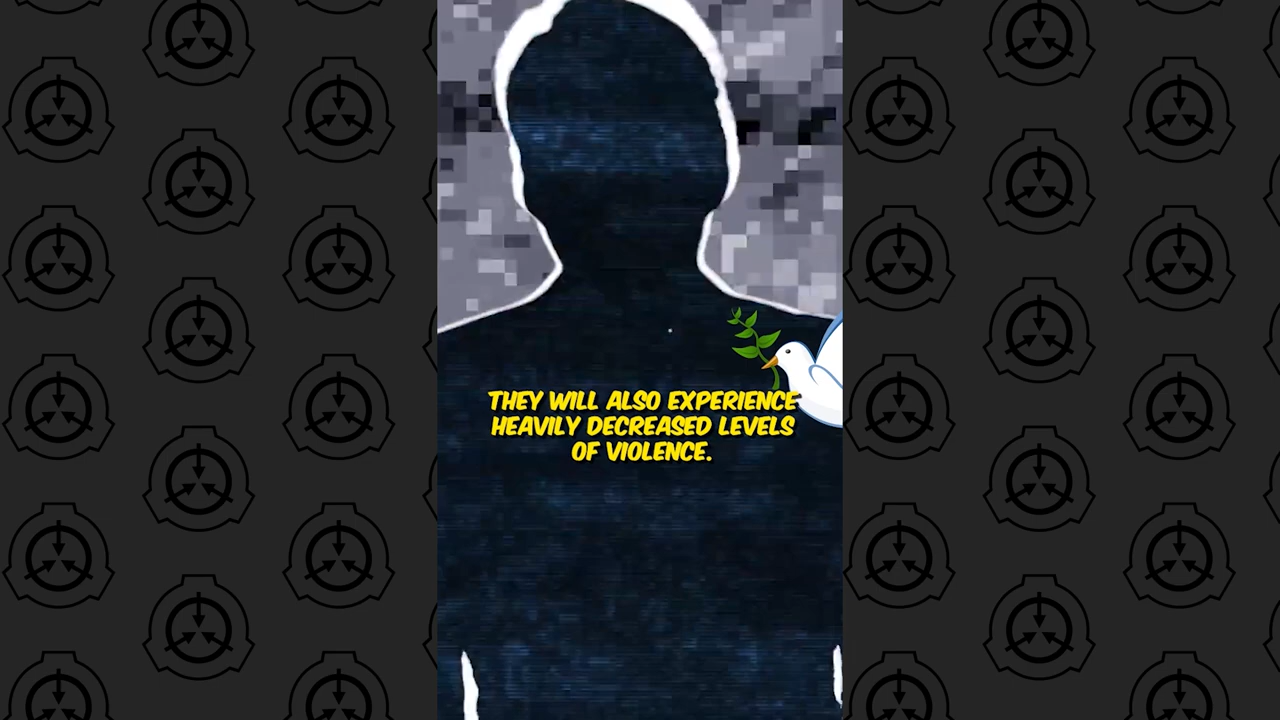 THEY WILL ALSO EXPERIENCE
HEAVILY DECREASED LEVELS
OF VIOLENCE.